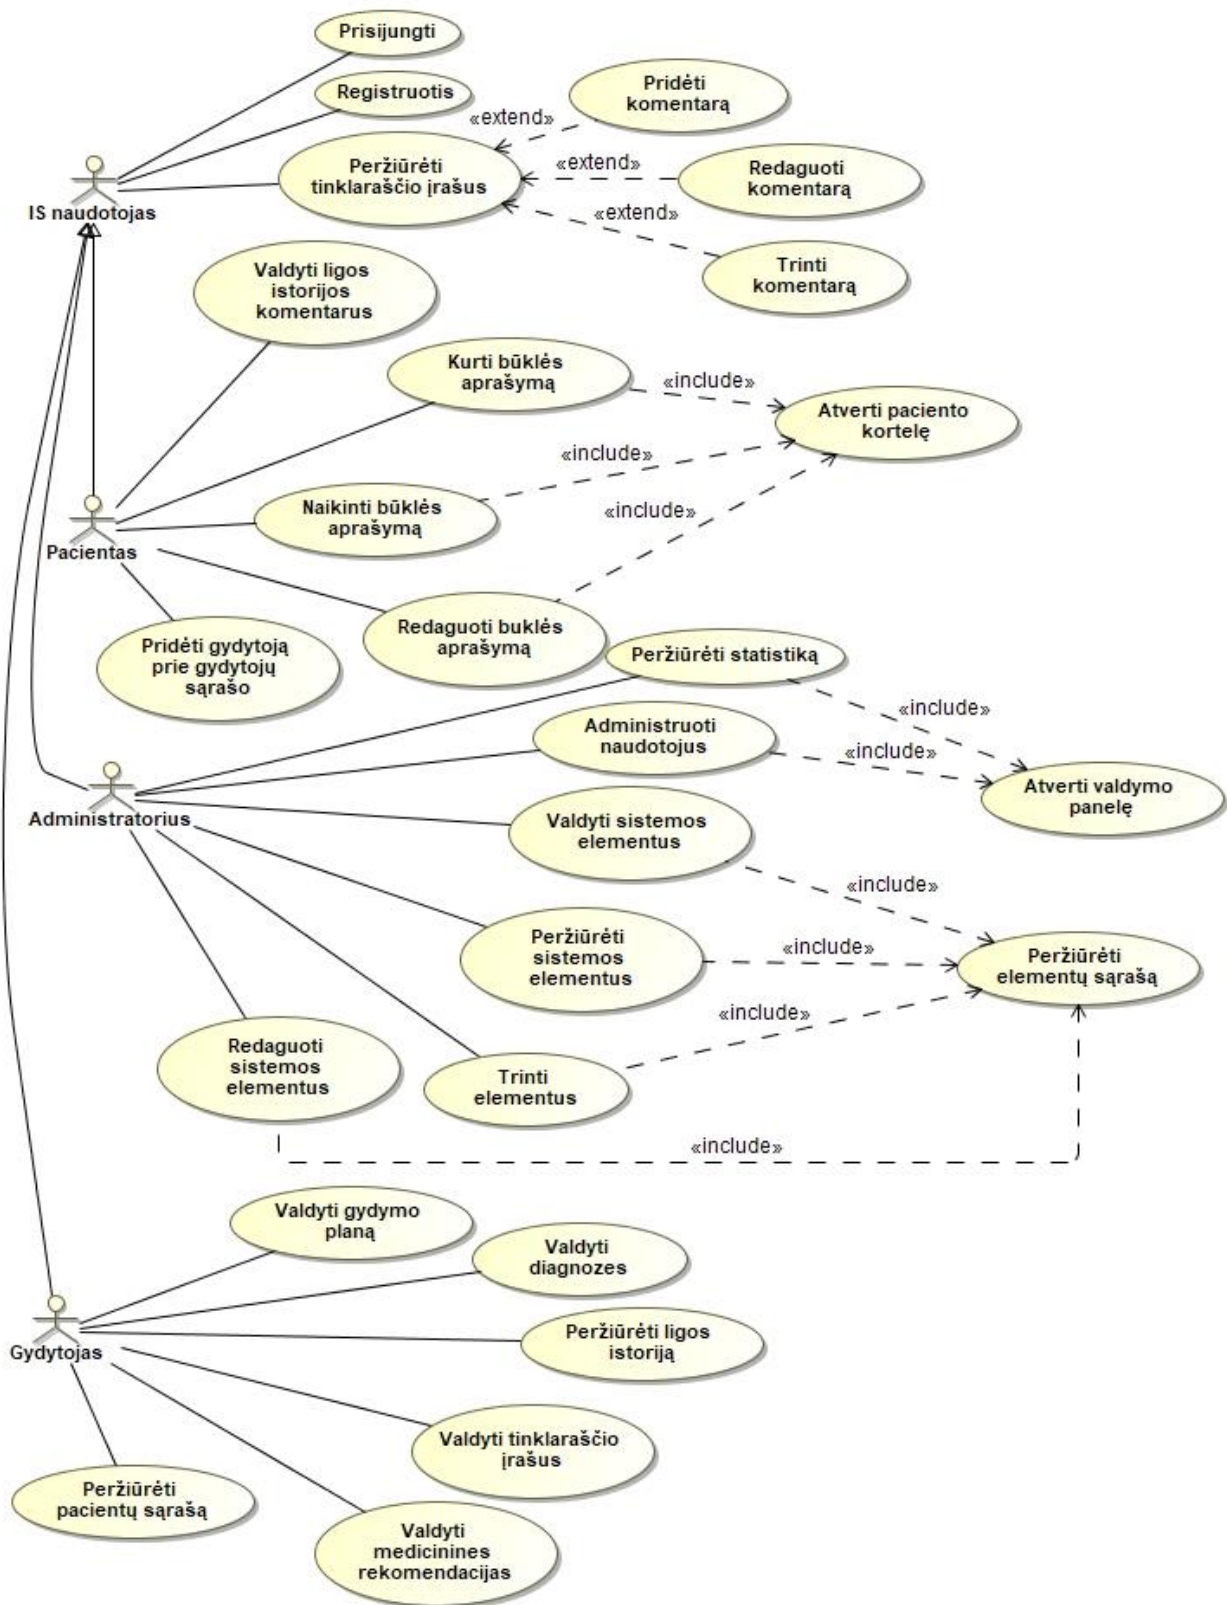 Prisijungti
Registruotis
Pridėti
komentarą
«extend»
Peržiūrėti
tinklaraščio įrašus
«extend»
Redaguoti
komentarą
«extend»
IS naudotojas
Trinti
komentarą
Valdyti ligos
istorijos
komentarus
Kurti būklės
aprašymą
«include»
Atverti paciento
kortelę
«include»
Naikinti būklės
aprašymą
«include»
Pacientas
Redaguoti buklės
aprašymą
Pridėti gydytoją
prie gydytojų
sąrašo
Peržiūrėti statistiką
«include»
Administruoti
naudotojus
«include»
Atverti valdymo
panelę
Administratorius
Valdyti sistemos
elementus
«include»
Peržiūrėti
sistemos
elementus
«include»
Peržiūrėti
elementų sąrašą
«include»
Redaguoti
sistemos
elementus
Trinti
elementus
«include»
Valdyti gydymo
planą
Valdyti
diagnozes
Peržiūrėti ligos
istoriją
Gydytojas
Valdyti tinklaraščio
įrašus
Peržiūrėti
pacientų sąrašą
Valdyti
medicinines
rekomendacijas